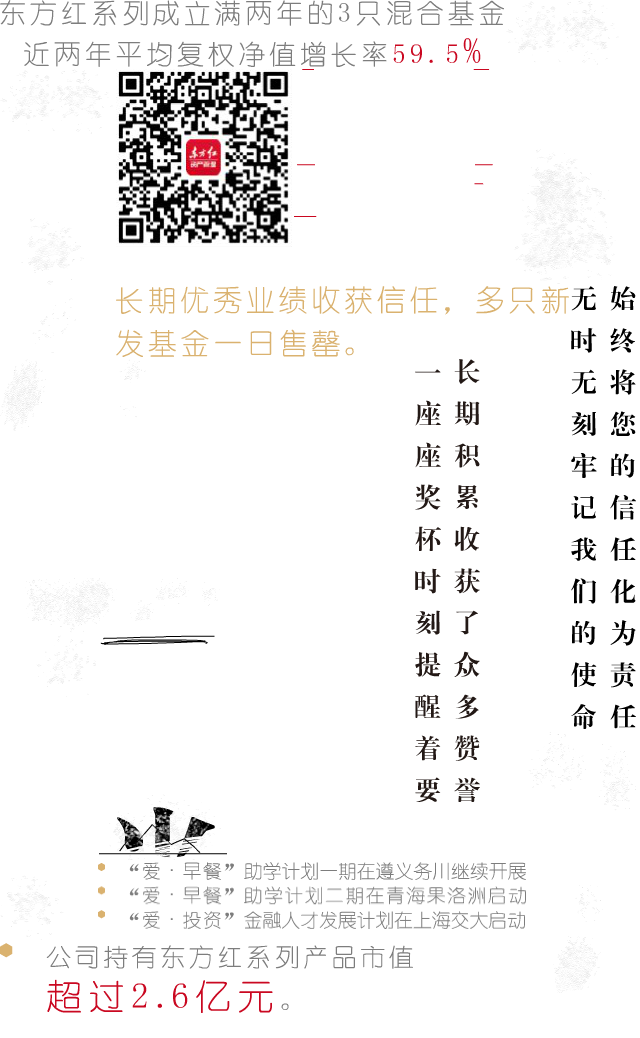 东方红系列成立满两年的3只混合基金
近两年平均复权净值增长率59.5%
东方红
资产管理
长期优秀业绩收获信任，多只新
发基金一日售罄。
始终将您的信任化为责任
无时无刻牢记我们的使命
长期积累收获了众多赞誉
一座座奖杯时刻提醒着要
“爱·早餐”助学计划一期在遵义务川继续开展
“爱·早餐”助学计划二期在青海果洛洲启动
“爱·投资”金融人才发展计划在上海交大启动
公司持有东方红系列产品市值
超过2.6亿元。